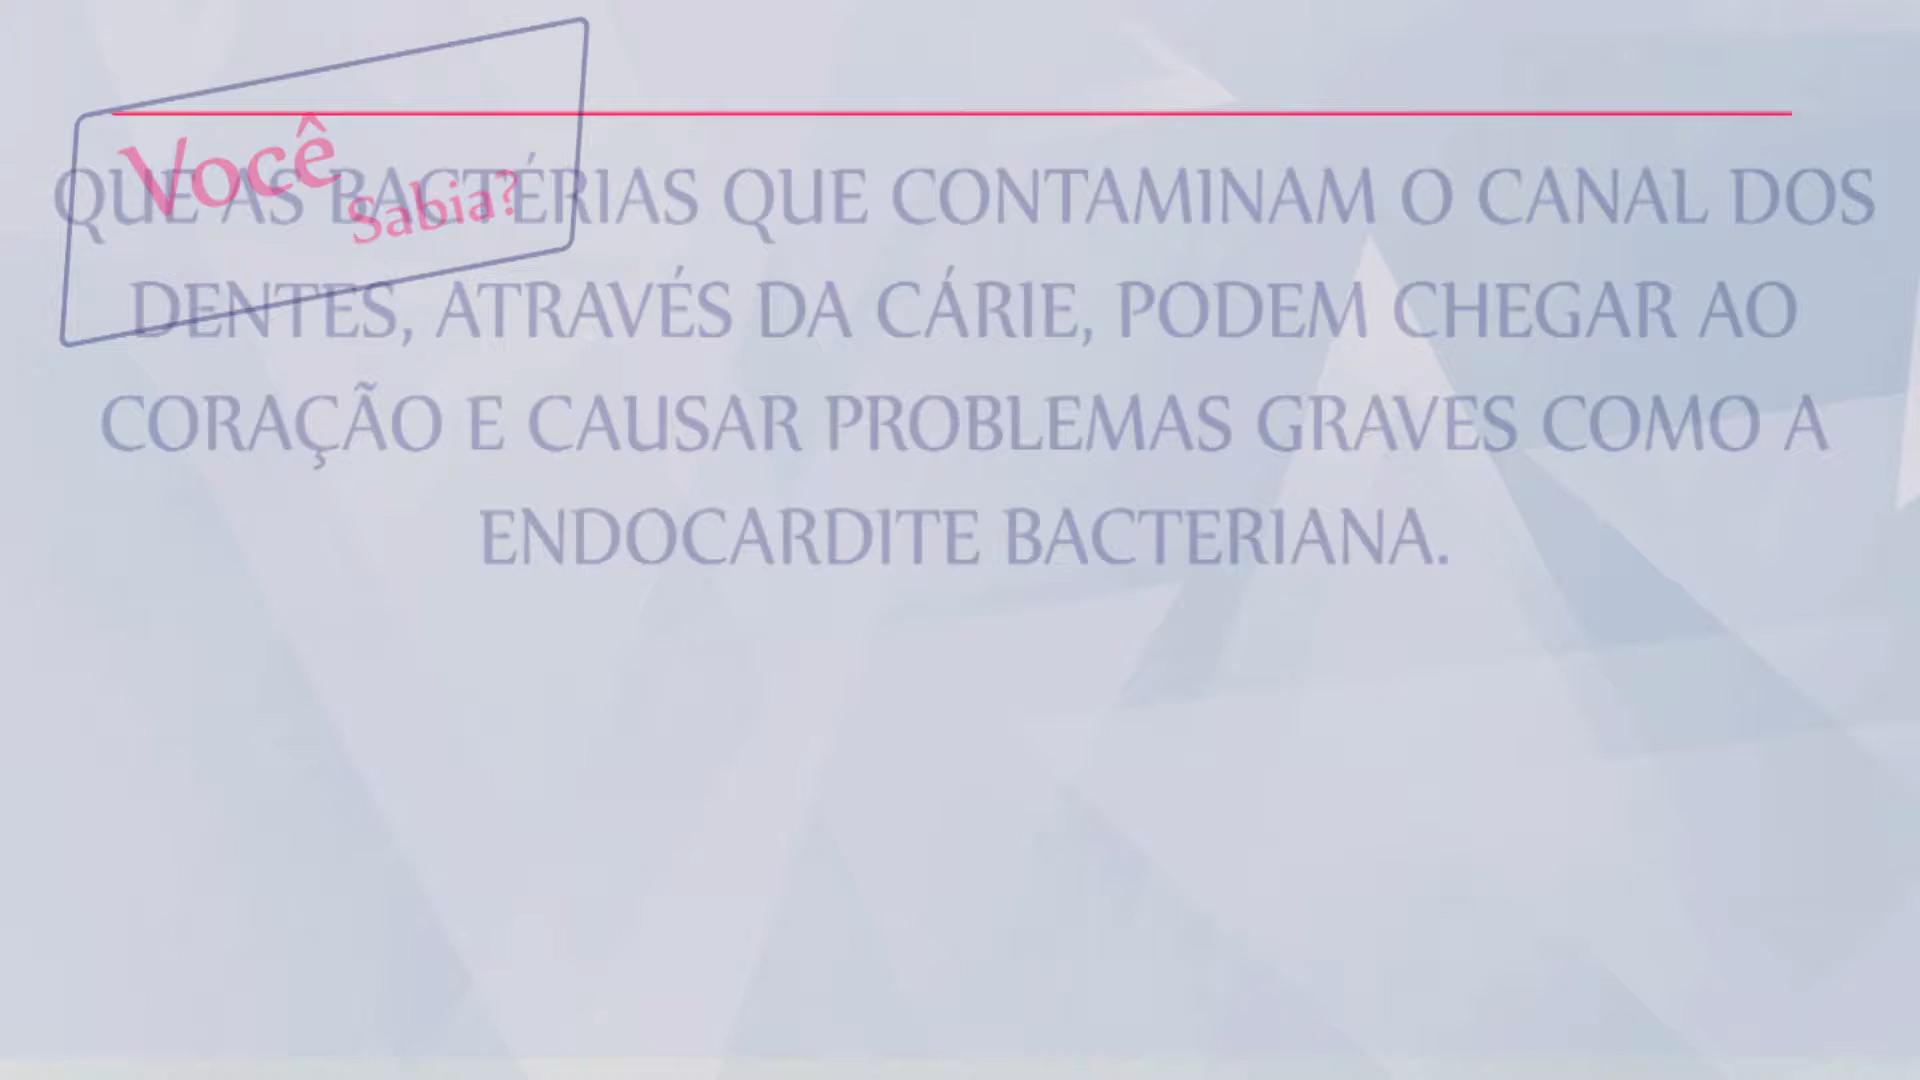 Você
Sabia?
QUE AS BACTÉRIAS QUE CONTAMINAM O CANAL DOS
DENTES, ATRAVÉS DA CÁRIE, PODEM CHEGAR AO
CORAÇÃO E CAUSAR PROBLEMAS GRAVES COMO A
ENDOCARDITE BACTERIANA.